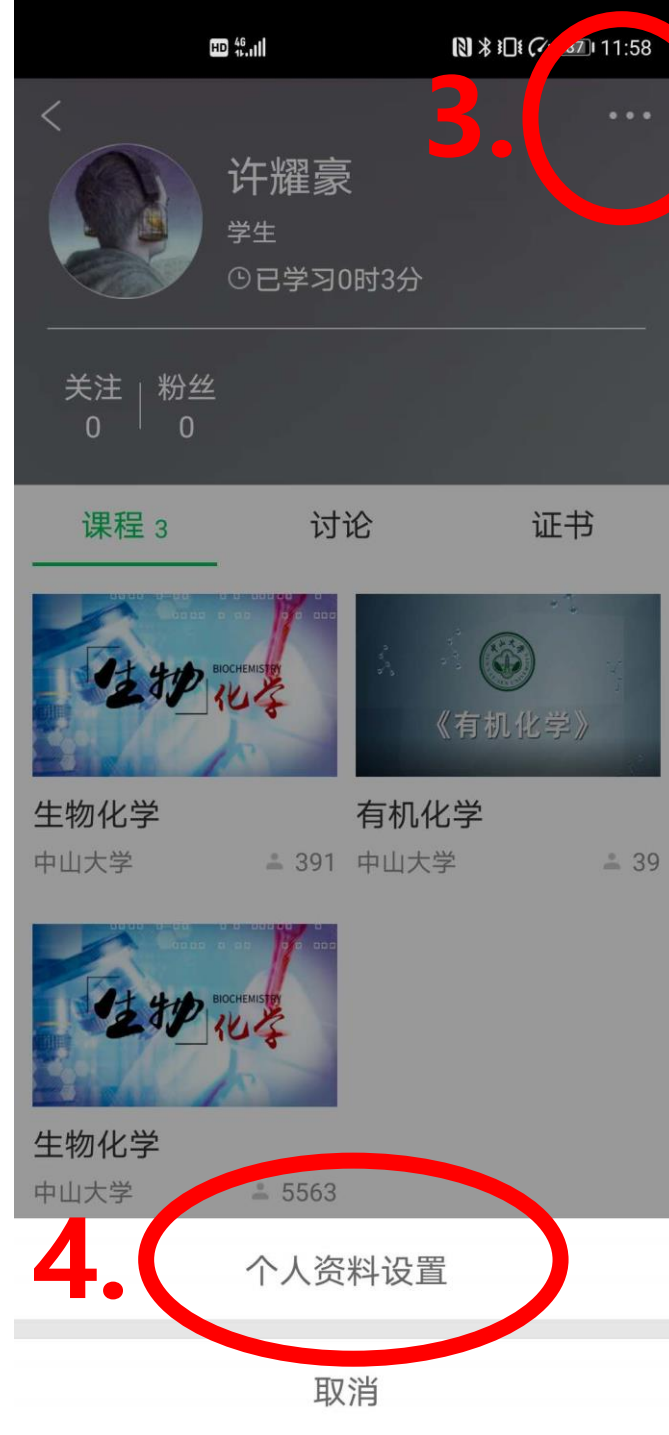 HD 4G 11:58
3.
许耀豪
学生
已学习0时3分
关注 粉丝
0 0
课程 3 讨论 证书
生物化学 BIOCHEMISTRY
《有机化学》
生物化学 有机化学
中山大学 391 中山大学 39
生物化学 BIOCHEMISTRY
生物化学
中山大学 5563
4.
个人资料设置
取消